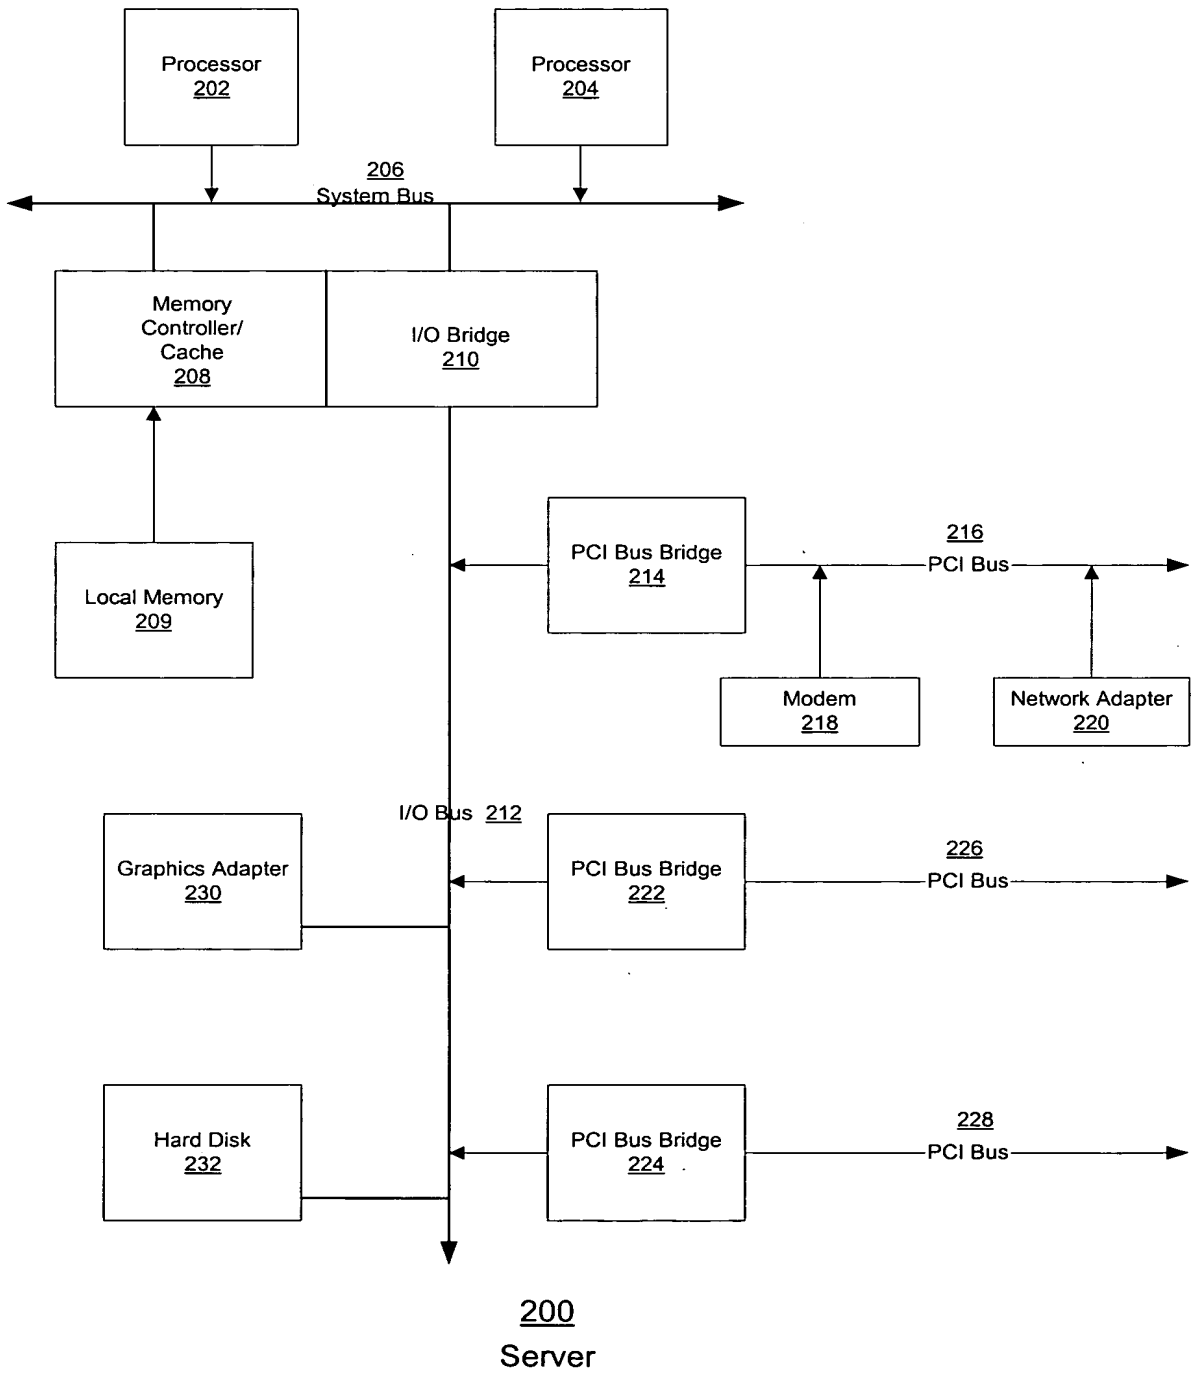 Processor
202
Processor
204
206
System Bus
Memory
Controller/
Cache
208
I/O Bridge
210
PCI Bus Bridge
214
216
PCI Bus
Local Memory
209
Modem
218
Network Adapter
220
I/O Bus 212
Graphics Adapter
230
PCI Bus Bridge
222
226
PCI Bus
Hard Disk
232
PCI Bus Bridge
224
228
PCI Bus
200
Server